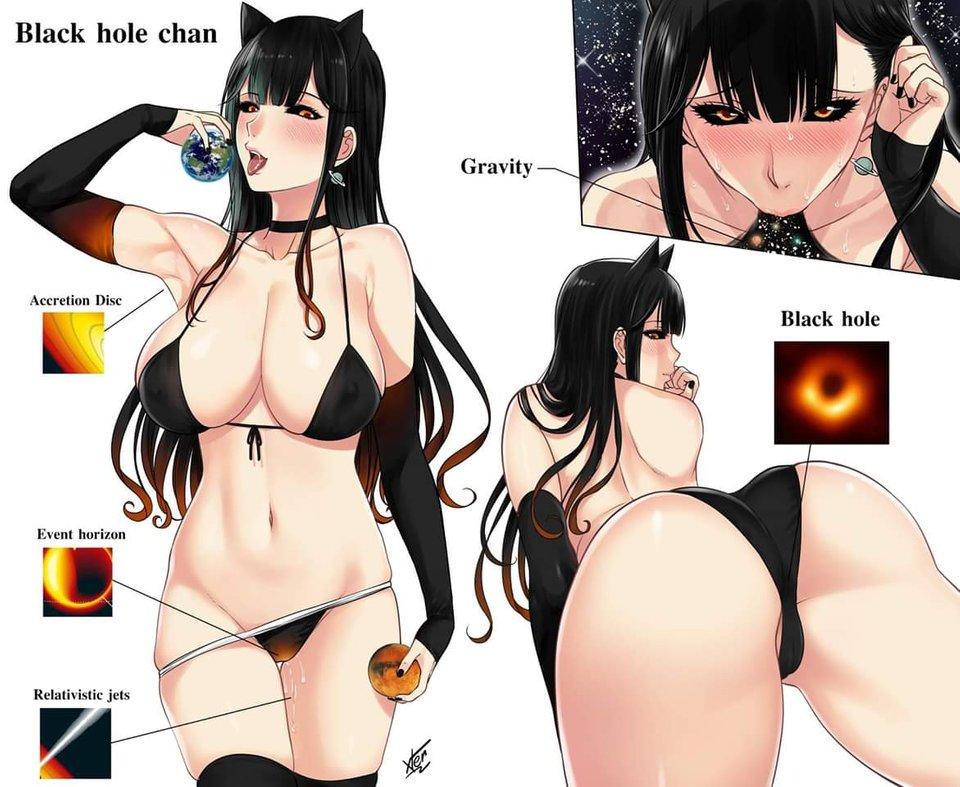 Black hole chan
Gravity
Accretion Disc
Black hole
Event horizon
Relativistic jets